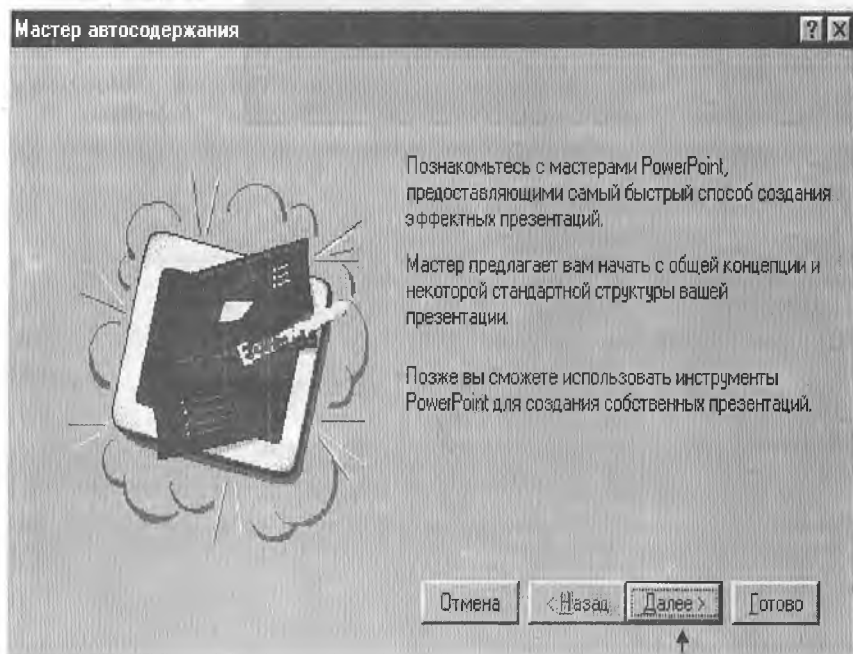 Мастер автосодержания
Познакомьтесь с мастерами PowerPoint,
предоставляющими самый быстрый способ создания
эффектных презентаций.
Мастер предлагает вам начать с общей концепции и
некоторой стандартной структуры вашей
презентации.
Позже вы сможете использовать инструменты
PowerPoint для создания собственных презентаций.
Отмена <Назад Далее> Готово